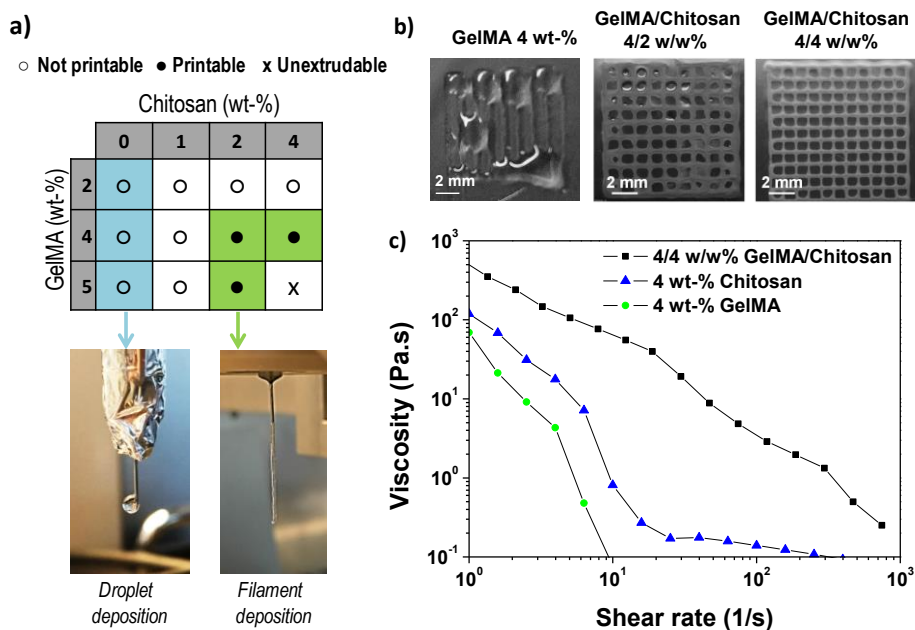 a)
○ Not printable ● Printable x Unextrudable
Chitosan (wt-%)
0 1 2 4
GelMA (wt-%)
2 ○ ○ ○ ○
4 ○ ○ ● ●
5 ○ ○ ● x
Droplet deposition
Filament deposition
b)
GelMA 4 wt-%
GelMA/Chitosan
4/2 w/w%
GelMA/Chitosan
4/4 w/w%
2 mm
2 mm
2 mm
c)
4/4 w/w% GelMA/Chitosan
4 wt-% Chitosan
4 wt-% GelMA
Viscosity (Pa.s)
10³
10²
10¹
10⁰
10⁻¹
10⁰ 10¹ 10² 10³
Shear rate (1/s)